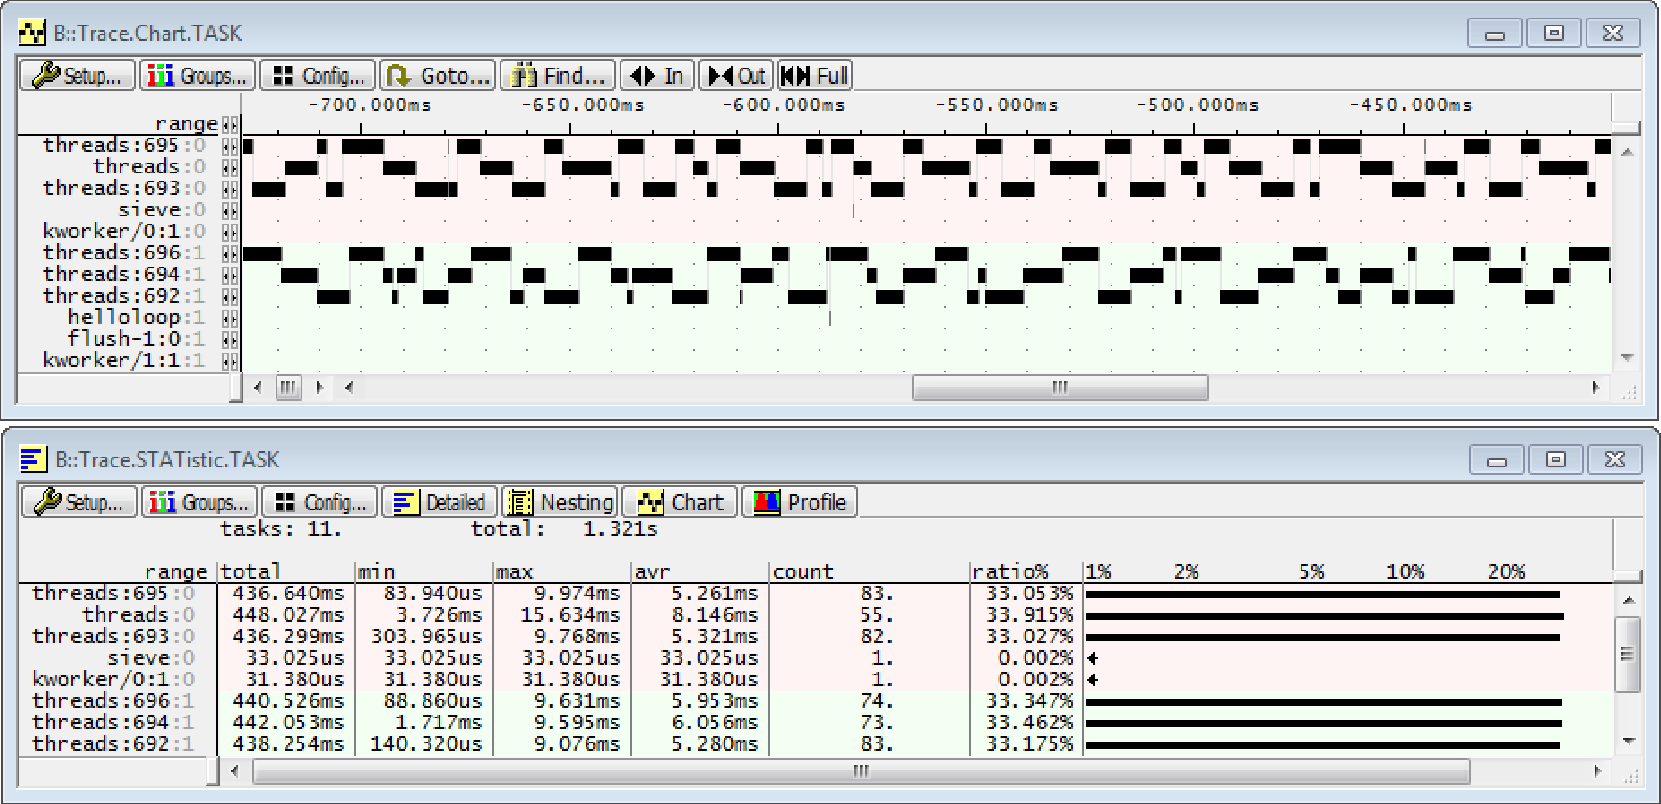 B::Trace.Chart.TASK
Setup... Groups... Config... Goto... Find... In Out Full
-700.000ms -650.000ms -600.000ms -550.000ms -500.000ms -450.000ms
range
threads:695:0
threads:0
threads:693:0
sieve:0
kworker/0:1:0
threads:696:1
threads:694:1
threads:692:1
helloloop:1
flush-1:0:1
kworker/1:1:1
B::Trace.STATistic.TASK
Setup... Groups... Config... Detailed Nesting Chart Profile
tasks: 11. total: 1.321s
range total min max avr count ratio% 1% 2% 5% 10% 20%
threads:695:0 436.640ms 83.940us 9.974ms 5.261ms 83. 33.053%
threads:0 448.027ms 3.726ms 15.634ms 8.146ms 55. 33.915%
threads:693:0 436.299ms 303.965us 9.768ms 5.321ms 82. 33.027%
sieve:0 33.025us 33.025us 33.025us 33.025us 1. 0.002%
kworker/0:1:0 31.380us 31.380us 31.380us 31.380us 1. 0.002%
threads:696:1 440.526ms 88.860us 9.631ms 5.953ms 74. 33.347%
threads:694:1 442.053ms 1.717ms 9.595ms 6.056ms 73. 33.462%
threads:692:1 438.254ms 140.320us 9.076ms 5.280ms 83. 33.175%